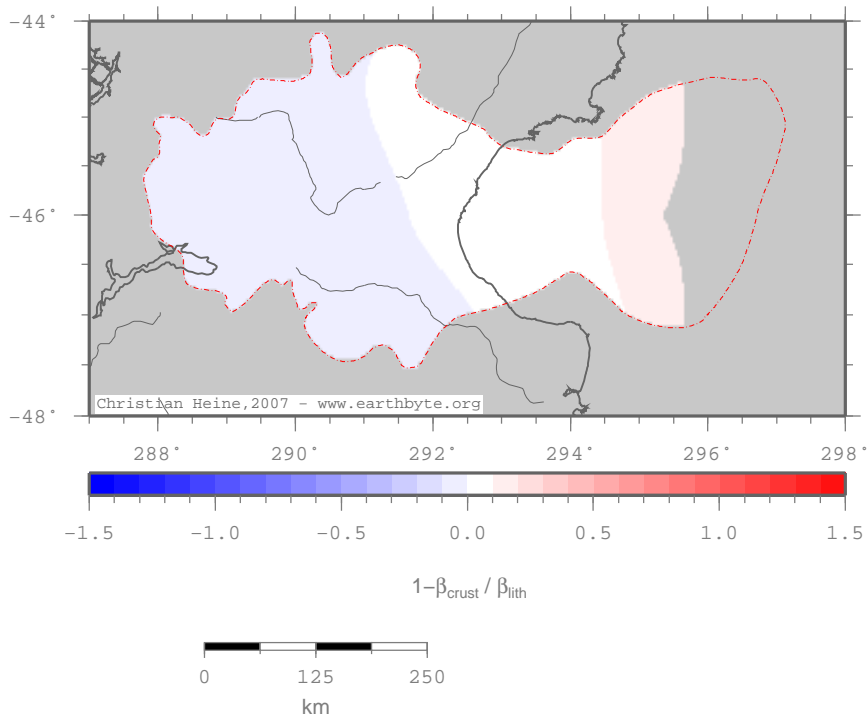 −44°
−46°
−48°
Christian Heine,2007 − www.earthbyte.org
288° 290° 292° 294° 296° 298°
−1.5 −1.0 −0.5 0.0 0.5 1.0 1.5
1−βcrust / βlith
0 125 250
km